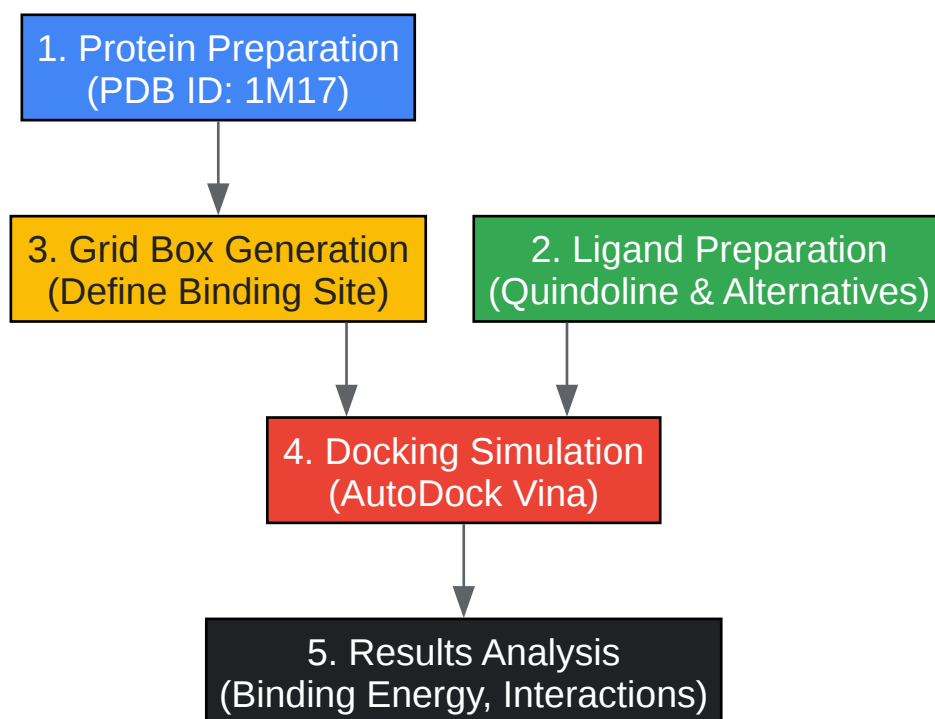 1. Protein Preparation
(PDB ID: 1M17)
3. Grid Box Generation
(Define Binding Site)
2. Ligand Preparation
(Quindoline & Alternatives)
4. Docking Simulation
(AutoDock Vina)
5. Results Analysis
(Binding Energy, Interactions)